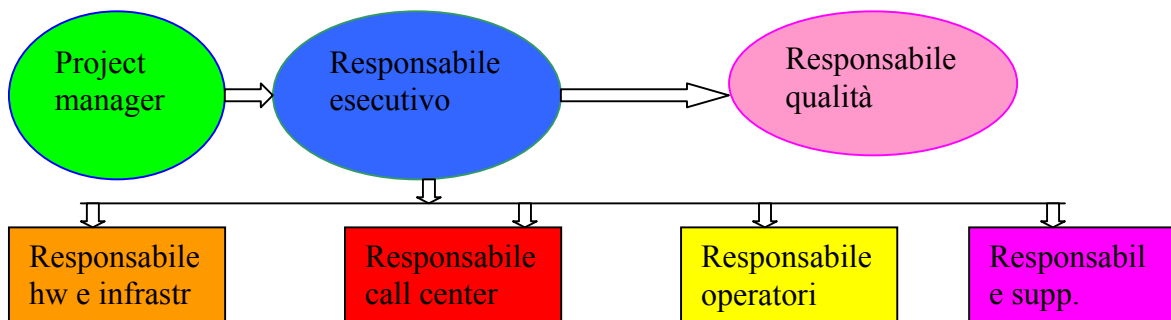 Project
manager
Responsabile
esecutivo
Responsabile
qualità
Responsabile
hw e infrastr
Responsabile
call center
Responsabile
operatori
Responsabil
e supp.